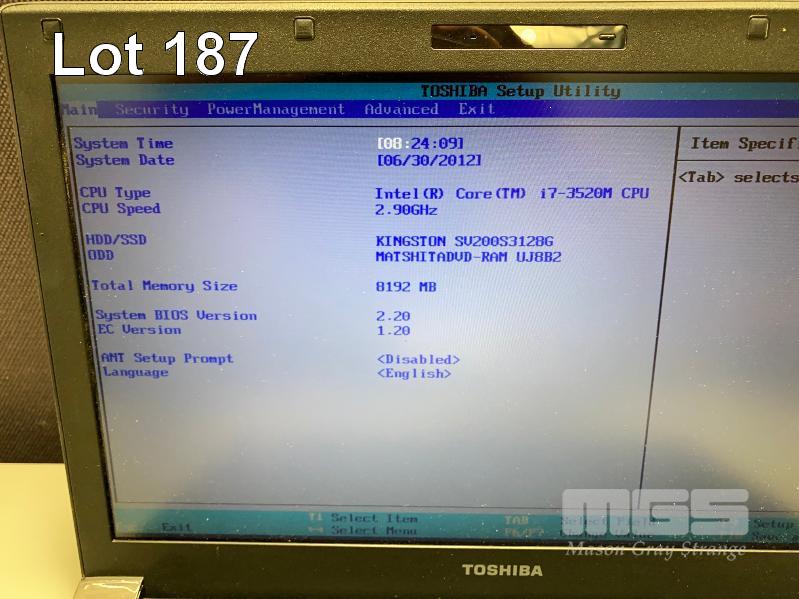 Lot 187
TOSHIBA Setup Utility
Main Security PowerManagement Advanced Exit
System Time [08:24:09]
System Date [06/30/2012]
Item Specif
<Tab> selects
CPU Type Intel(R) Core(TM) i7-3520M CPU
CPU Speed 2.90GHz
HDD/SSD KINGSTON SV200S3128G
ODD MATSHITADVD-RAM UJ8B2
Total Memory Size 8192 MB
System BIOS Version 2.20
EC Version 1.20
AMT Setup Prompt <Disabled>
Language <English>
↑↓ Select Item TAB Select Setup
Exit ↔ Select Menu
MGS
Mason Gray Strange
TOSHIBA